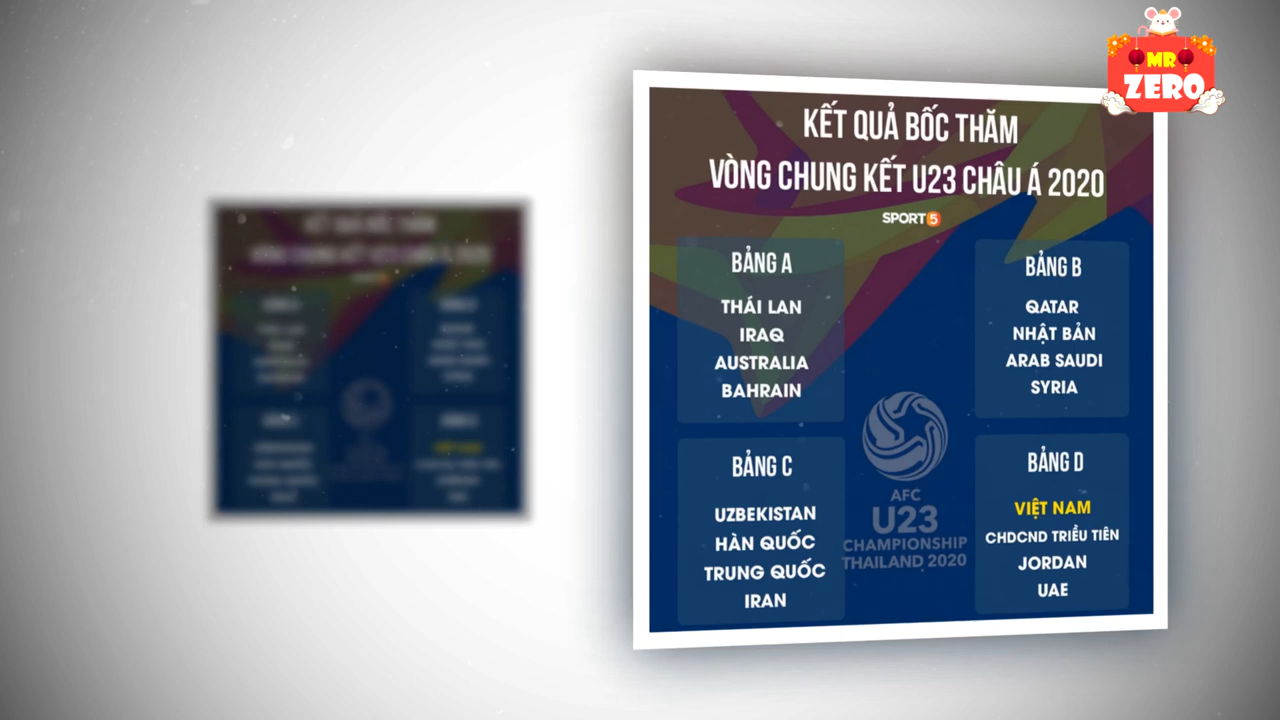 MR
ZERO
KẾT QUẢ BỐC THĂM
VÒNG CHUNG KẾT U23 CHÂU Á 2020
SPORT 5
BẢNG A
THÁI LAN
IRAQ
AUSTRALIA
BAHRAIN
BẢNG B
QATAR
NHẬT BẢN
ARAB SAUDI
SYRIA
BẢNG C
UZBEKISTAN
HÀN QUỐC
TRUNG QUỐC
IRAN
AFC
U23
CHAMPIONSHIP
THAILAND 2020
BẢNG D
VIỆT NAM
CHDCND TRIỀU TIÊN
JORDAN
UAE